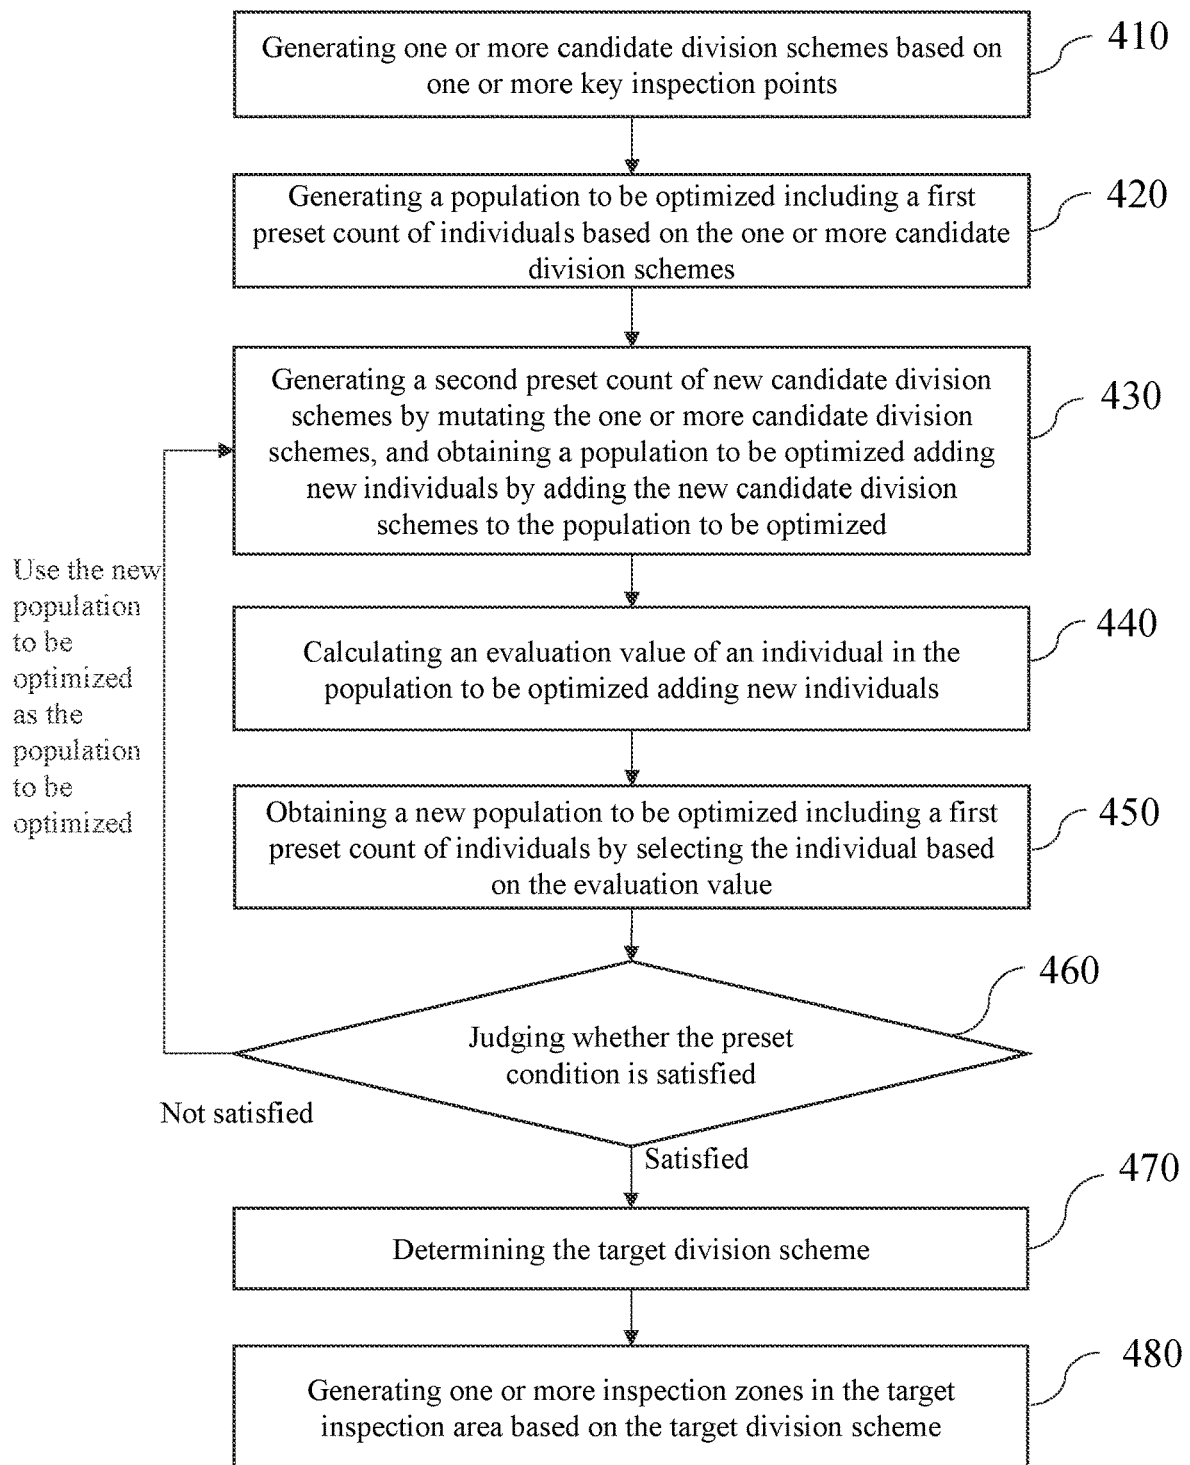 Generating one or more candidate division schemes based on
one or more key inspection points
410
Generating a population to be optimized including a first
preset count of individuals based on the one or more candidate
division schemes
420
Generating a second preset count of new candidate division
schemes by mutating the one or more candidate division
schemes, and obtaining a population to be optimized adding
new individuals by adding the new candidate division
schemes to the population to be optimized
430
Use the new
population
to be
optimized
as the
population
to be
optimized
Calculating an evaluation value of an individual in the
population to be optimized adding new individuals
440
Obtaining a new population to be optimized including a first
preset count of individuals by selecting the individual based
on the evaluation value
450
Judging whether the preset
condition is satisfied
460
Not satisfied
Satisfied
Determining the target division scheme
470
Generating one or more inspection zones in the target
inspection area based on the target division scheme
480